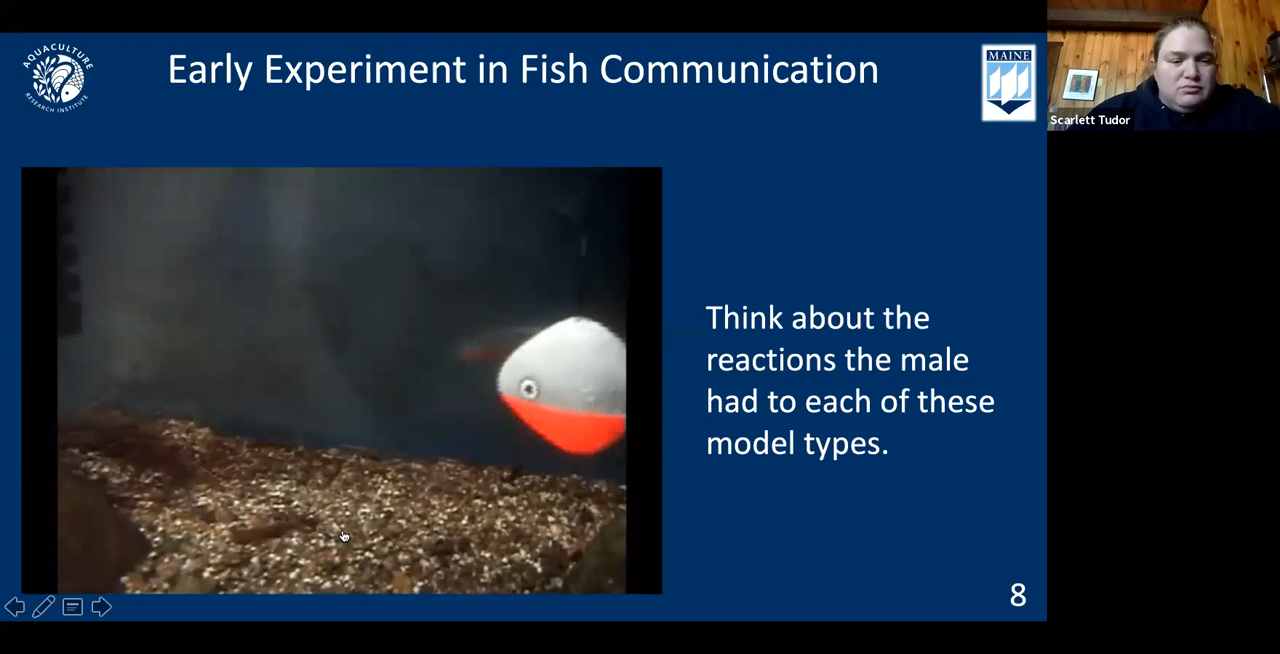 AQUACULTURE
RESEARCH INSTITUTE
Early Experiment in Fish Communication
MAINE
Scarlett Tudor
Think about the
reactions the male
had to each of these
model types.
8